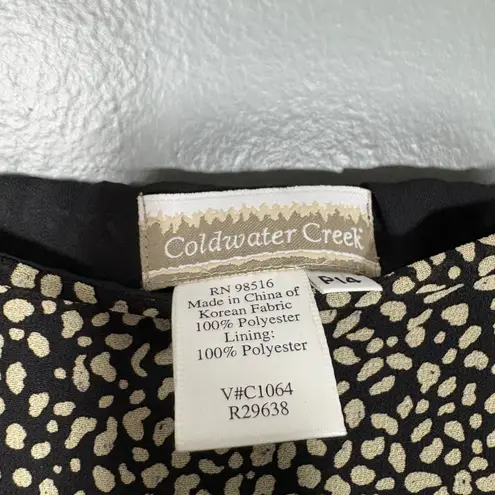 Coldwater Creek
P14
RN 98516
Made in China of
Korean Fabric
100% Polyester
Lining:
100% Polyester
V#C1064
R29638